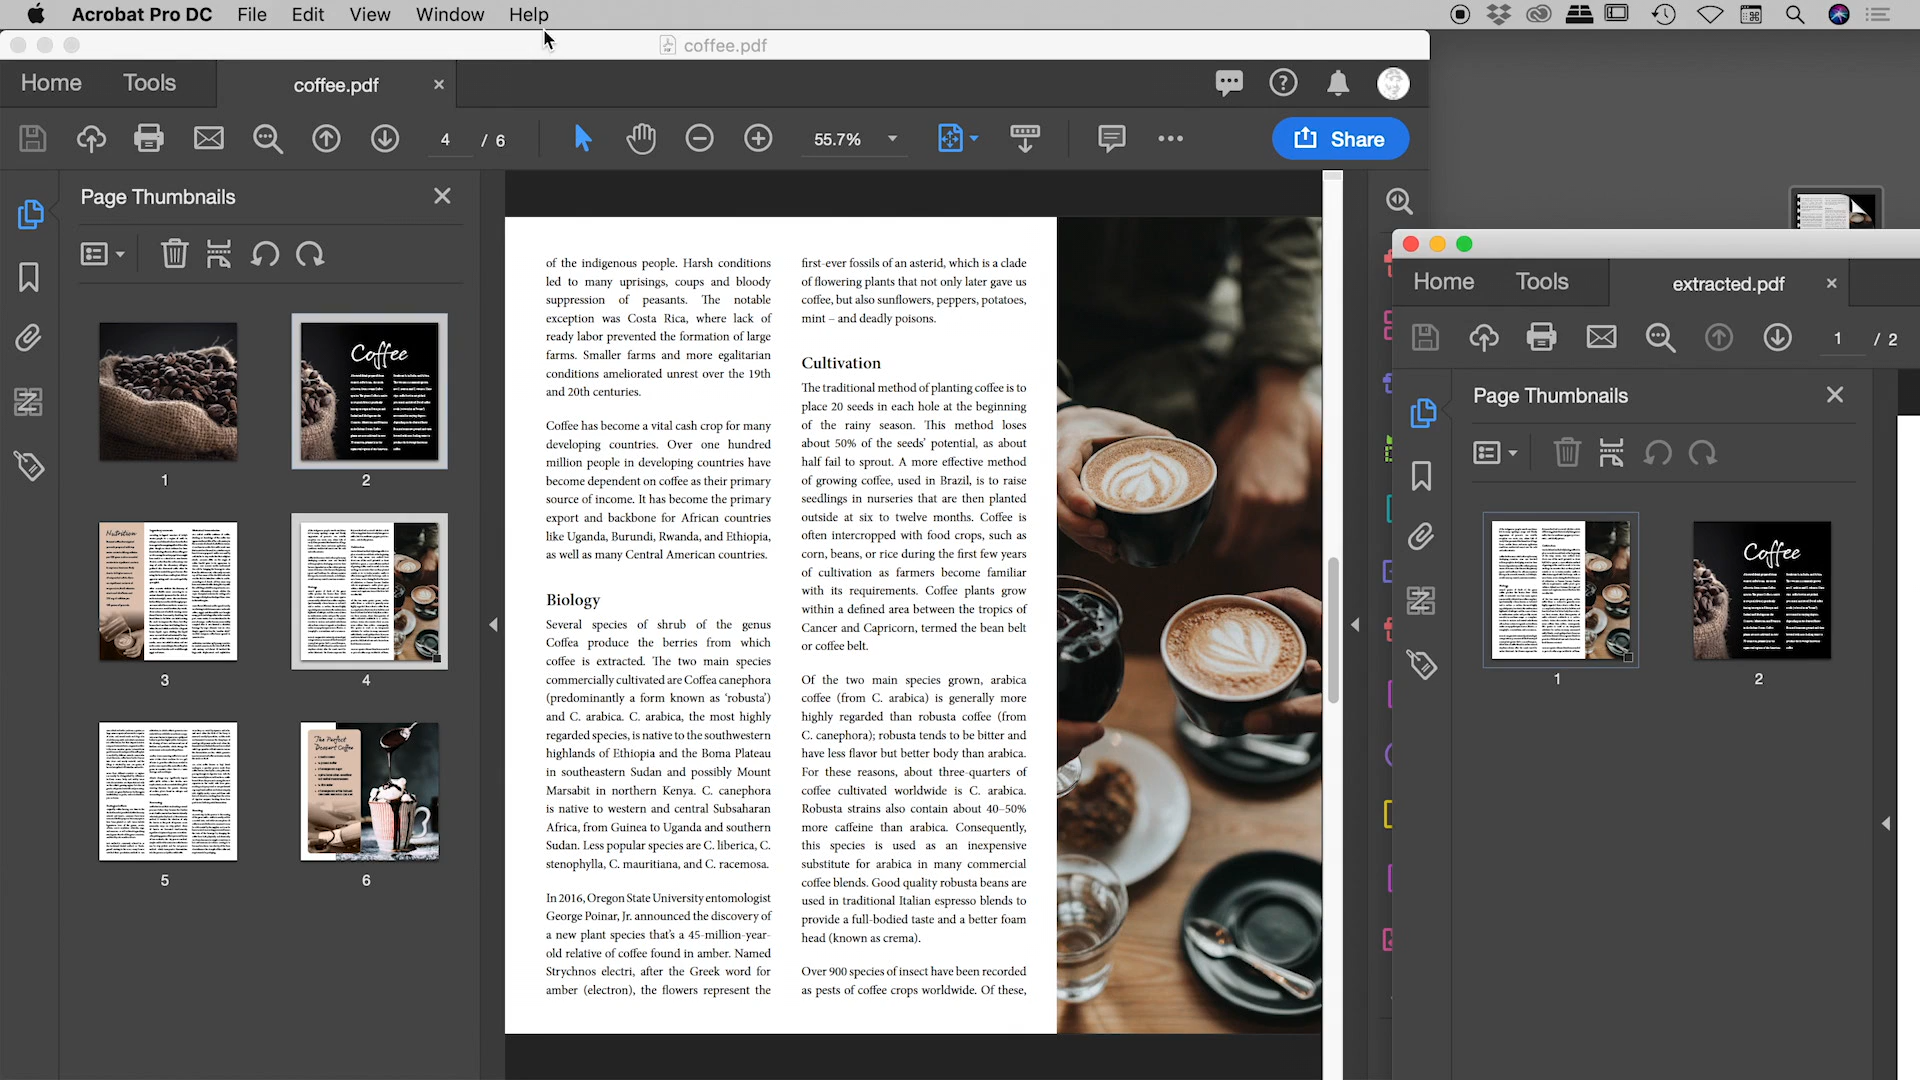 Acrobat Pro DC File Edit View Window Help
coffee.pdf
Home Tools coffee.pdf
4 / 6
55.7%
Share
Page Thumbnails
Coffee
1
2
Nutrition
3
4
The Perfect
Dessert Coffee
5
6
of the indigenous people. Harsh conditions
led to many uprisings, coups and bloody
suppression of peasants. The notable
exception was Costa Rica, where lack of
ready labor prevented the formation of large
farms. Smaller farms and more egalitarian
conditions ameliorated unrest over the 19th
and 20th centuries.
Coffee has become a vital cash crop for many
developing countries. Over one hundred
million people in developing countries have
become dependent on coffee as their primary
source of income. It has become the primary
export and backbone for African countries
like Uganda, Burundi, Rwanda, and Ethiopia,
as well as many Central American countries.
Biology
Several species of shrub of the genus
Coffea produce the berries from which
coffee is extracted. The two main species
commercially cultivated are Coffea canephora
(predominantly a form known as ‘robusta’)
and C. arabica. C. arabica, the most highly
regarded species, is native to the southwestern
highlands of Ethiopia and the Boma Plateau
in southeastern Sudan and possibly Mount
Marsabit in northern Kenya. C. canephora
is native to western and central Subsaharan
Africa, from Guinea to Uganda and southern
Sudan. Less popular species are C. liberica, C.
stenophylla, C. mauritiana, and C. racemosa.
In 2016, Oregon State University entomologist
George Poinar, Jr. announced the discovery of
a new plant species that’s a 45-million-year-
old relative of coffee found in amber. Named
Strychnos electri, after the Greek word for
amber (electron), the flowers represent the
first-ever fossils of an asterid, which is a clade
of flowering plants that not only later gave us
coffee, but also sunflowers, peppers, potatoes,
mint – and deadly poisons.
Cultivation
The traditional method of planting coffee is to
place 20 seeds in each hole at the beginning
of the rainy season. This method loses
about 50% of the seeds’ potential, as about
half fail to sprout. A more effective method
of growing coffee, used in Brazil, is to raise
seedlings in nurseries that are then planted
outside at six to twelve months. Coffee is
often intercropped with food crops, such as
corn, beans, or rice during the first few years
of cultivation as farmers become familiar
with its requirements. Coffee plants grow
within a defined area between the tropics of
Cancer and Capricorn, termed the bean belt
or coffee belt.
Of the two main species grown, arabica
coffee (from C. arabica) is generally more
highly regarded than robusta coffee (from
C. canephora); robusta tends to be bitter and
have less flavor but better body than arabica.
For these reasons, about three-quarters of
coffee cultivated worldwide is C. arabica.
Robusta strains also contain about 40–50%
more caffeine than arabica. Consequently,
this species is used as an inexpensive
substitute for arabica in many commercial
coffee blends. Good quality robusta beans are
used in traditional Italian espresso blends to
provide a full-bodied taste and a better foam
head (known as crema).
Over 900 species of insect have been recorded
as pests of coffee crops worldwide. Of these,
Home Tools extracted.pdf
1 / 2
Page Thumbnails
Coffee
1
2